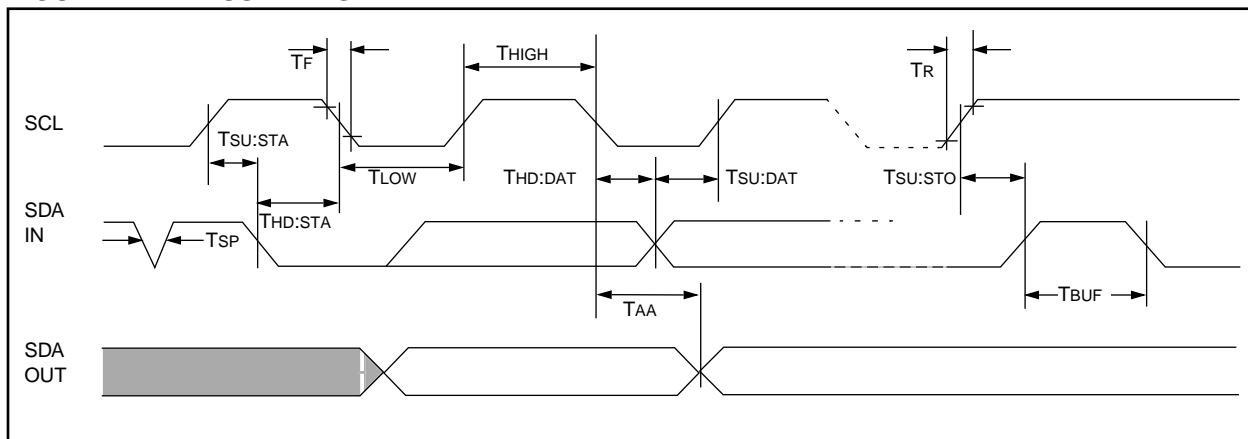 TF
THIGH
TR
SCL
TSU:STA
TLOW
THD:DAT
TSU:DAT
TSU:STO
SDA
IN
THD:STA
TSP
TBUF
TAA
SDA
OUT